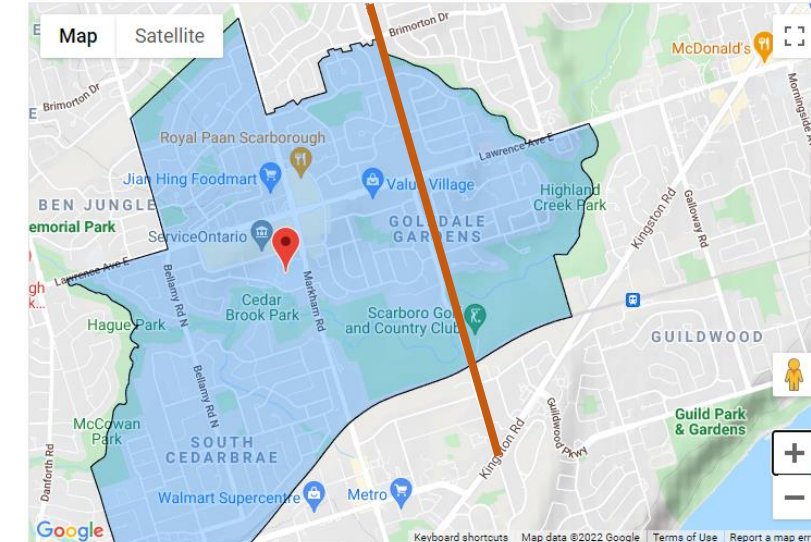 Map
Satellite
Brimorton Dr
McDonald's
Brimorton Dr
E
E
Morningside A
Royal Paan Scarborough
Lawrence Ave E
Jian Hing Foodmart
Value Village
Highland
Creek Park
BEN JUNGLE
emorial Park
ServiceOntario
GOLFDALE
GARDENS
Kingston Rd
Galloway Rd
Lawrence Ave E
gh
k...
Bellamy Rd N
Markham Rd
Cedar
Brook Park
Scarboro Golf
and Country Club
Hague Park
GUILDWOOD
Bellamy Rd N
McCowan
Park
Guildwood Pkwy
Guild Park
& Gardens
SOUTH
CEDARBRAE
Kingston Rd
Danforth Rd
Walmart Supercentre
Metro
Google
Keyboard shortcuts
Map data ©2022 Google
Terms of Use
Report a map err